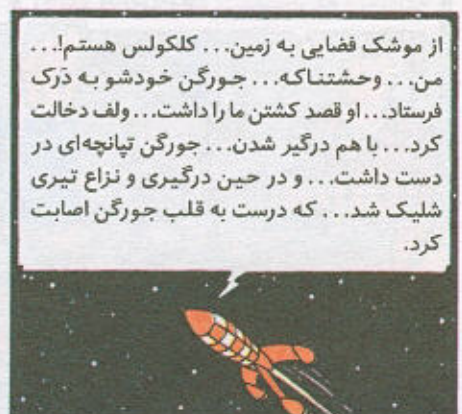 از موشک فضایی به زمین... کلکولس هستم!...
من... وحشتناکه... جورگن خودشو به دَرک
فرستاد... او قصد کشتن ما را داشت... ولف دخالت
کرد... با هم درگیر شدن... جورگن تپانچه‌ای در
دست داشت... و در حین درگیری و نزاع تیری
شلیک شد... که درست به قلب جورگن اصابت
کرد.